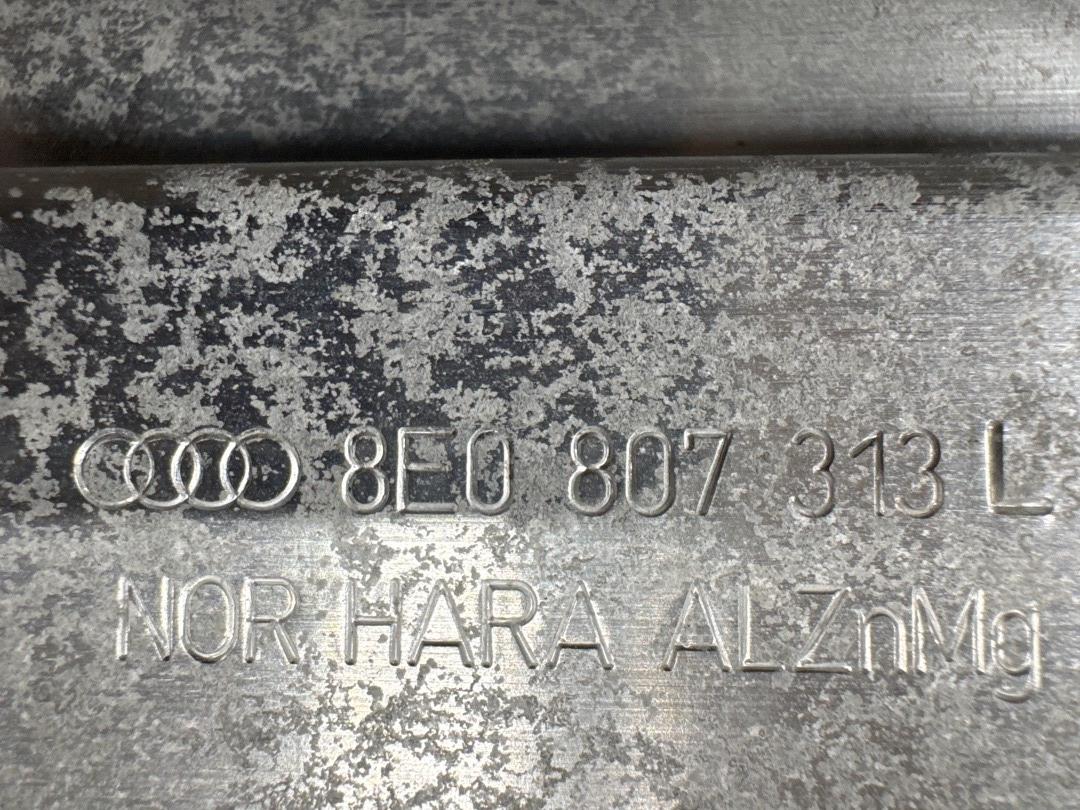 8E0 807 313 L
NOR HARA ALZnMg